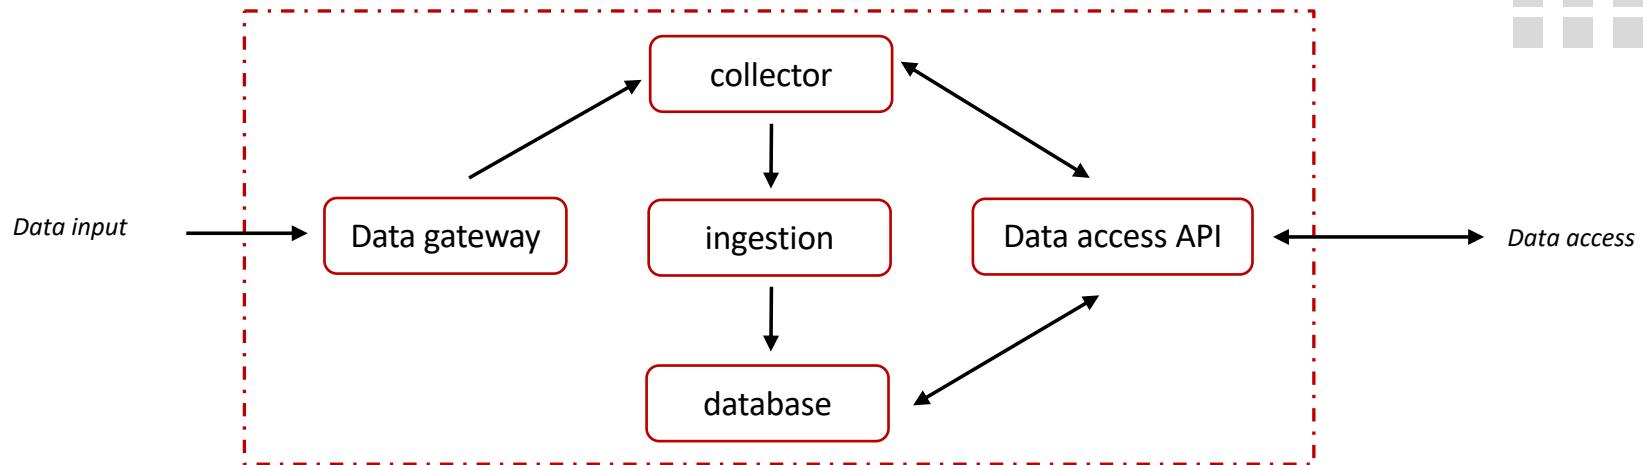 collector
Data input
Data gateway
ingestion
Data access API
Data access
database